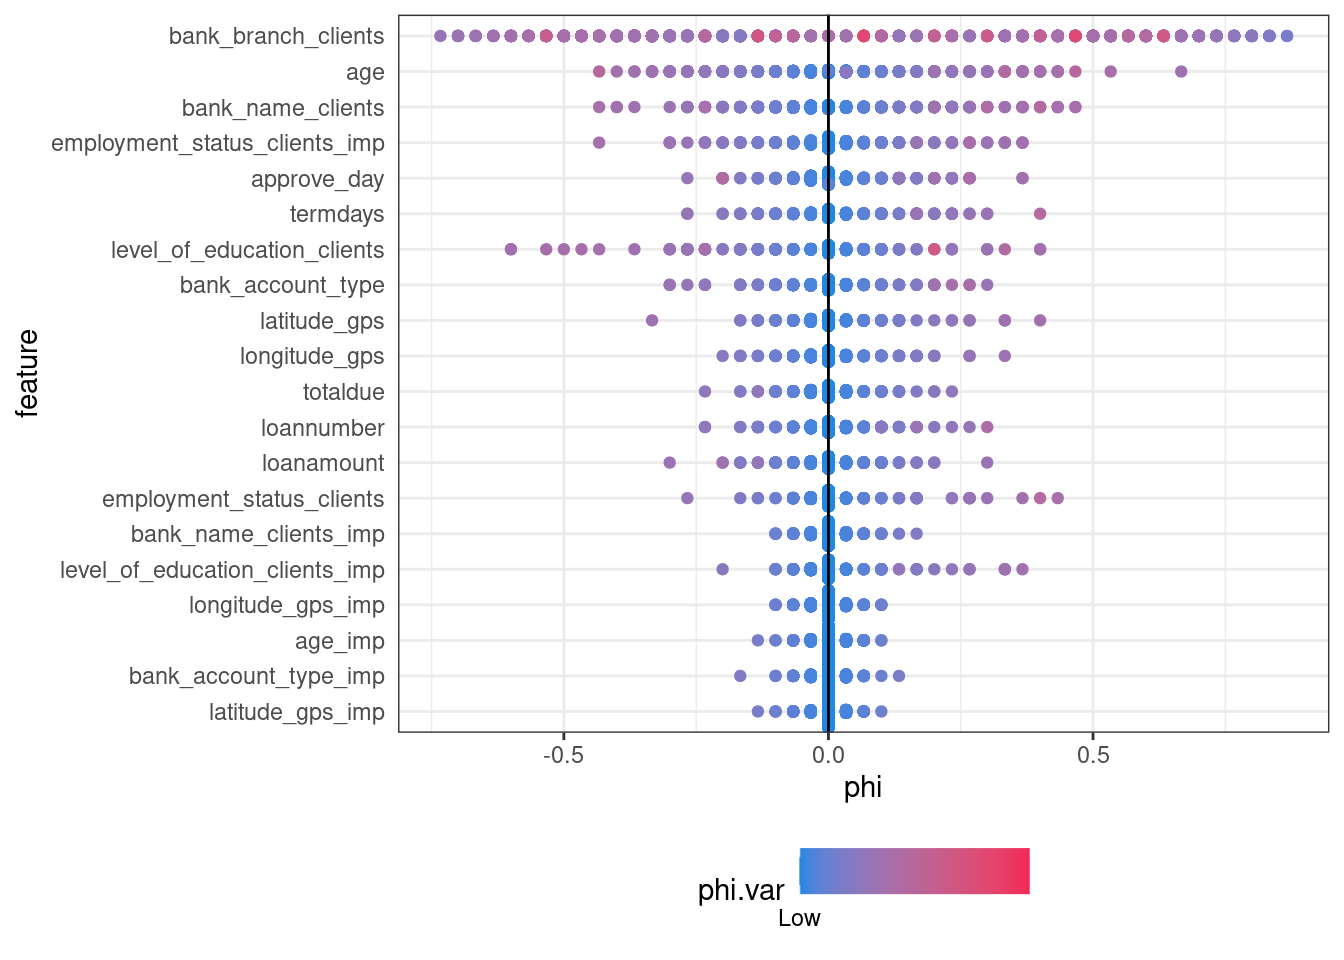 bank_branch_clients
age
bank_name_clients
employment_status_clients_imp
approve_day
termdays
level_of_education_clients
bank_account_type
latitude_gps
longitude_gps
totaldue
loannumber
loanamount
employment_status_clients
bank_name_clients_imp
level_of_education_clients_imp
longitude_gps_imp
age_imp
bank_account_type_imp
latitude_gps_imp
feature
-0.5 0.0 0.5
phi
phi.var
Low